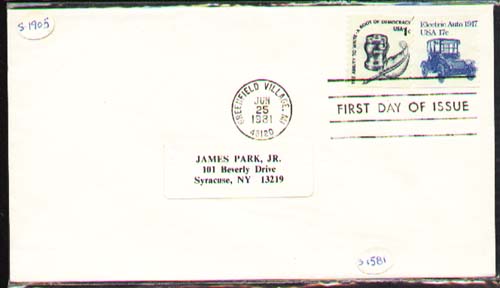 S 1905
THE ABILITY TO WRITE · A ROOT OF DEMOCRACY
USA 1c
Electric Auto 1917
USA 17c
GREENFIELD VILLAGE, MI
JUN
25
1981
48120
FIRST DAY OF ISSUE
JAMES PARK, JR.
101 Beverly Drive
Syracuse, NY 13219
S 1581